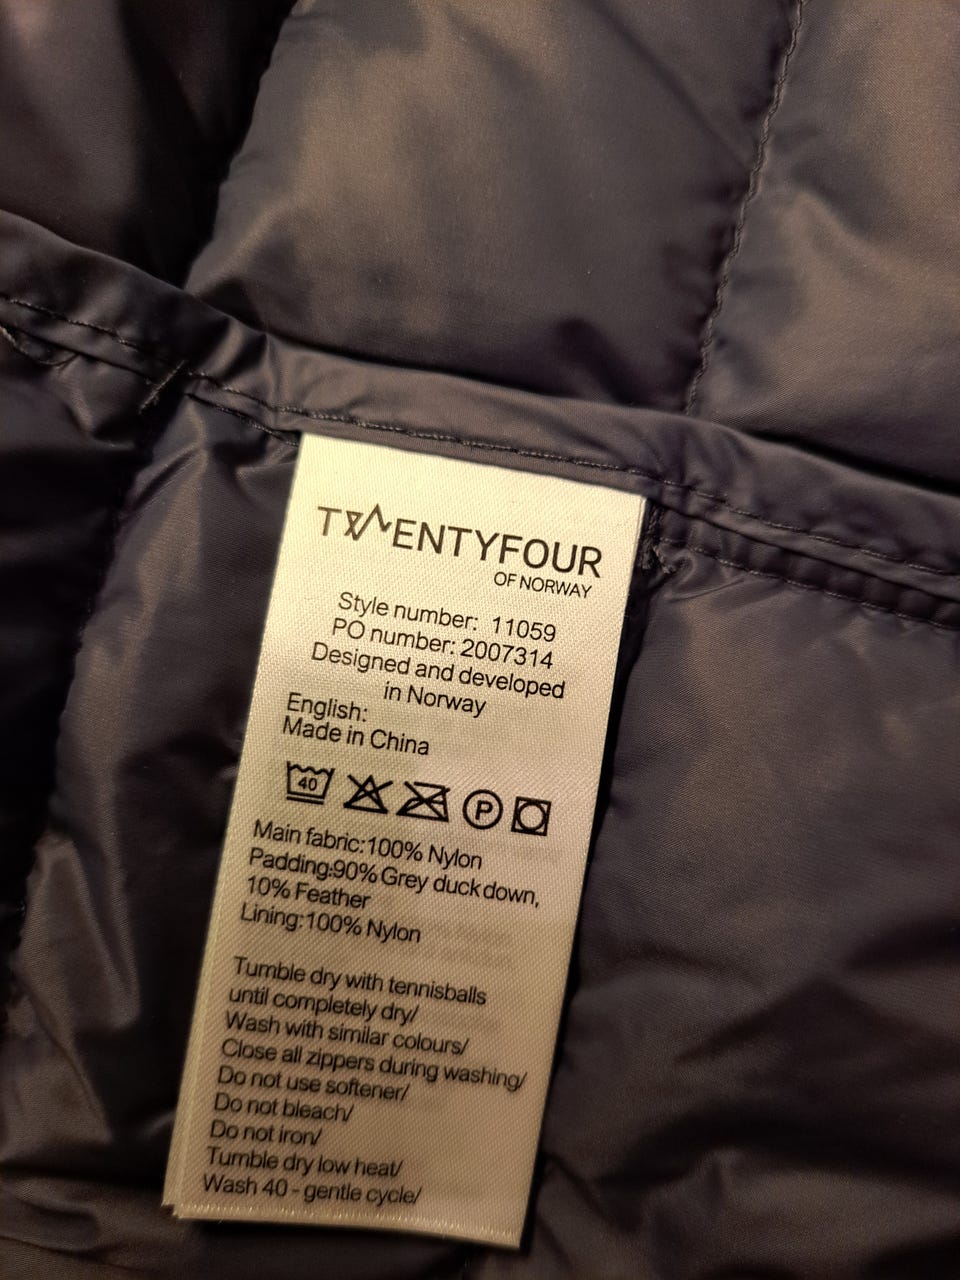 TWENTYFOUR
OF NORWAY
Style number: 11059
PO number: 2007314
Designed and developed
in Norway
English:
Made in China
40 P
Main fabric:100% Nylon
Padding:90% Grey duck down,
10% Feather
Lining:100% Nylon
Tumble dry with tennisballs
until completely dry/
Wash with similar colours/
Close all zippers during washing/
Do not use softener/
Do not bleach/
Do not iron/
Tumble dry low heat/
Wash 40 - gentle cycle/